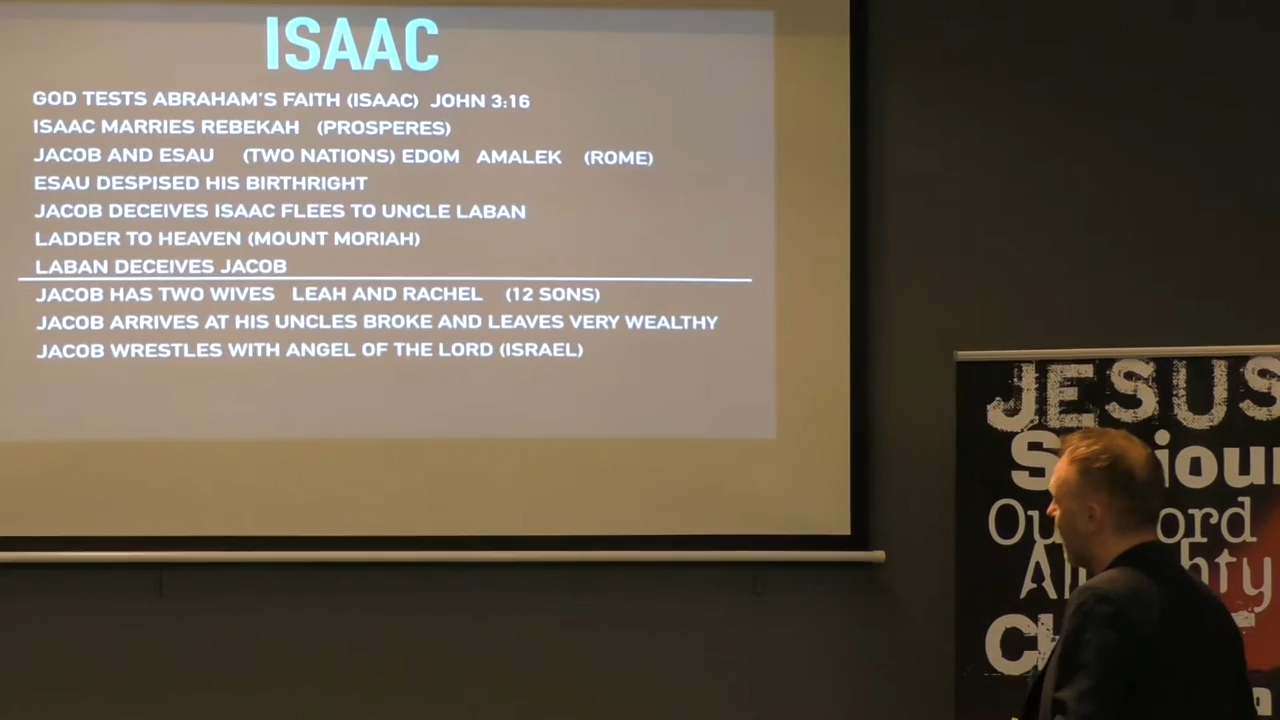 ISAAC
GOD TESTS ABRAHAM'S FAITH (ISAAC) JOHN 3:16
ISAAC MARRIES REBEKAH (PROSPERES)
JACOB AND ESAU (TWO NATIONS) EDOM AMALEK (ROME)
ESAU DESPISED HIS BIRTHRIGHT
JACOB DECEIVES ISAAC FLEES TO UNCLE LABAN
LADDER TO HEAVEN (MOUNT MORIAH)
LABAN DECEIVES JACOB
JACOB HAS TWO WIVES LEAH AND RACHEL (12 SONS)
JACOB ARRIVES AT HIS UNCLES BROKE AND LEAVES VERY WEALTHY
JACOB WRESTLES WITH ANGEL OF THE LORD (ISRAEL)
JESUS